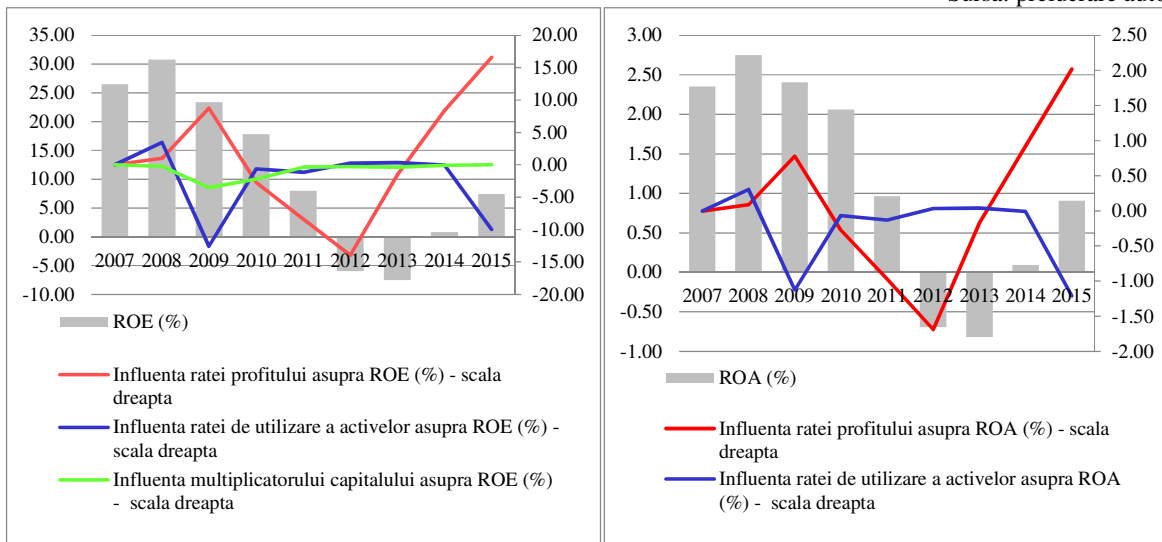 35.00
30.00
25.00
20.00
15.00
10.00
5.00
0.00
-5.00
-10.00
20.00
15.00
10.00
5.00
0.00
-5.00
-10.00
-15.00
-20.00
2007 2008 2009 2010 2011 2012 2013 2014 2015
ROE (%)
Influenta ratei profitului asupra ROE (%) - scala
dreapta
Influenta ratei de utilizare a activelor asupra ROE (%) -
scala dreapta
Influenta multiplicatorului capitalului asupra ROE (%)
- scala dreapta
3.00
2.50
2.00
1.50
1.00
0.50
0.00
-0.50
-1.00
2.50
2.00
1.50
1.00
0.50
0.00
-0.50
-1.00
-1.50
-2.00
2007 2008 2009 2010 2011 2012 2013 2014 2015
ROA (%)
Influenta ratei profitului asupra ROA (%) - scala
dreapta
Influenta ratei de utilizare a activelor asupra ROA
(%) - scala dreapta